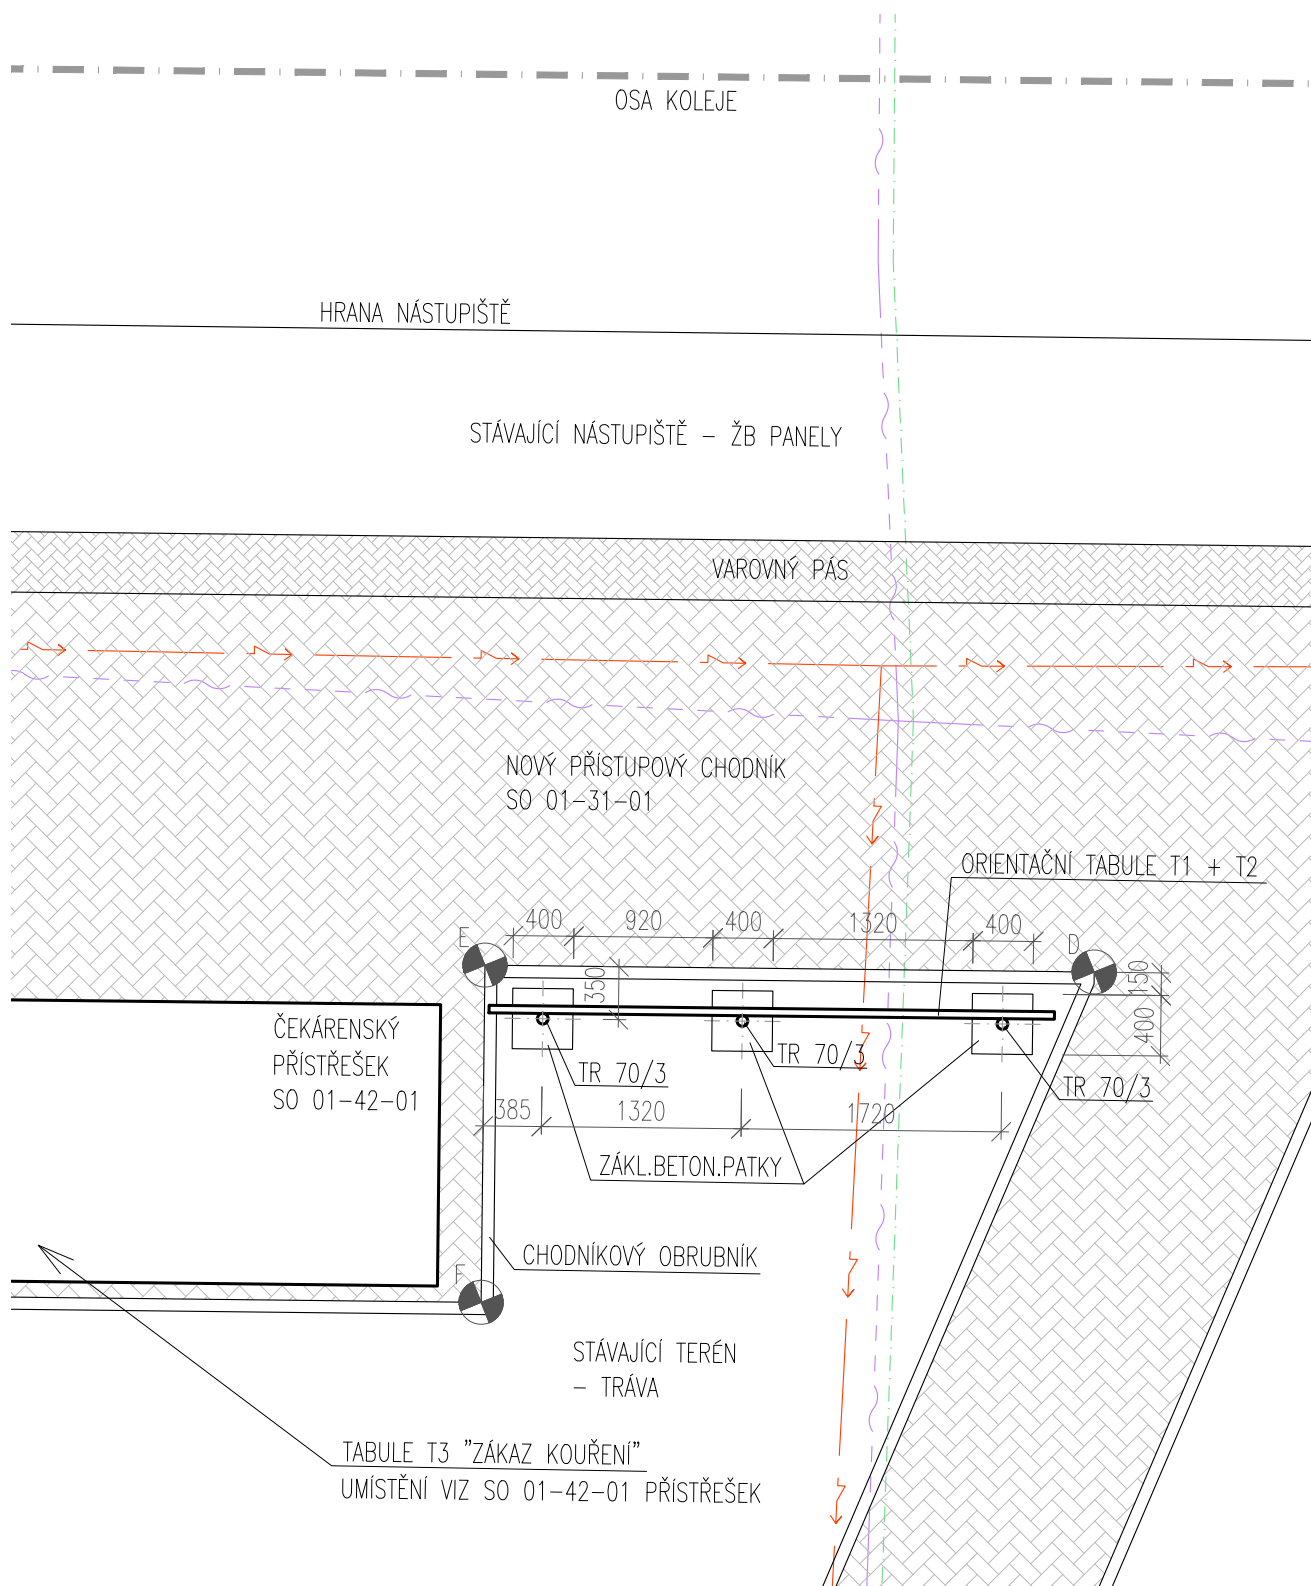 OSA KOLEJE
HRANA NÁSTUPIŠTĚ
STÁVAJÍCÍ NÁSTUPIŠTĚ – ŽB PANELY
VAROVNÝ PÁS
NOVÝ PŘÍSTUPOVÝ CHODNÍK
SO 01–31–01
ORIENTAČNÍ TABULE T1 + T2
400 920 400 1320 400
E
D
350
150
400
ČEKÁRENSKÝ
PŘÍSTŘEŠEK
SO 01–42–01
TR 70/3
TR 70/3
TR 70/3
385 1320 1720
ZÁKL.BETON.PATKY
CHODNÍKOVÝ OBRUBNÍK
F
STÁVAJÍCÍ TERÉN
– TRÁVA
TABULE T3 "ZÁKAZ KOUŘENÍ"
UMÍSTĚNÍ VIZ SO 01–42–01 PŘÍSTŘEŠEK